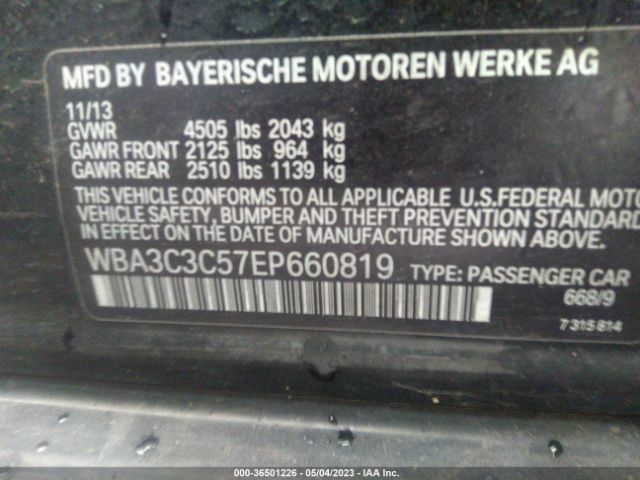 MFD BY BAYERISCHE MOTOREN WERKE AG
11/13
GVWR 4505 lbs 2043 kg
GAWR FRONT 2125 lbs 964 kg
GAWR REAR 2510 lbs 1139 kg
THIS VEHICLE CONFORMS TO ALL APPLICABLE U.S.FEDERAL MOTO
VEHICLE SAFETY, BUMPER AND THEFT PREVENTION STANDARD
IN EFFECT ON THE DATE OF MANUFACTURE SHOWN ABOVE.
WBA3C3C57EP660819 TYPE: PASSENGER CAR
668/9
7315614
000-36501226 - 05/04/2023 - IAA Inc.